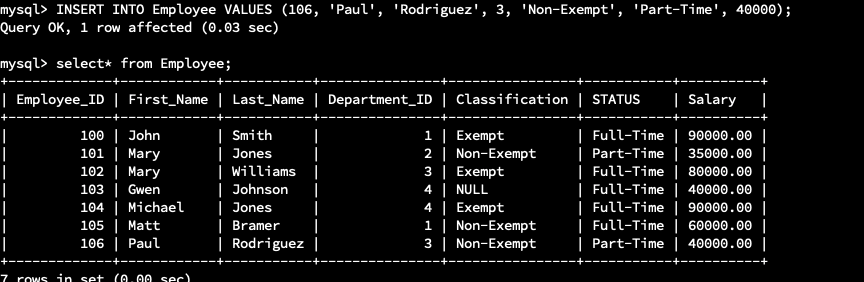 mysql> INSERT INTO Employee VALUES (106, 'Paul', 'Rodriguez', 3, 'Non-Exempt', 'Part-Time', 40000);
Query OK, 1 row affected (0.03 sec)
mysql> select* from Employee;
+-------------+------------+-----------+---------------+----------------+-----------+----------+
| Employee_ID | First_Name | Last_Name | Department_ID | Classification | STATUS    | Salary   |
+-------------+------------+-----------+---------------+----------------+-----------+----------+
|         100 | John       | Smith     |             1 | Exempt         | Full-Time | 90000.00 |
|         101 | Mary       | Jones     |             2 | Non-Exempt     | Part-Time | 35000.00 |
|         102 | Mary       | Williams  |             3 | Exempt         | Full-Time | 80000.00 |
|         103 | Gwen       | Johnson   |             4 | NULL           | Full-Time | 40000.00 |
|         104 | Michael    | Jones     |             4 | Exempt         | Full-Time | 90000.00 |
|         105 | Matt       | Bramer    |             1 | Non-Exempt     | Full-Time | 60000.00 |
|         106 | Paul       | Rodriguez |             3 | Non-Exempt     | Part-Time | 40000.00 |
+-------------+------------+-----------+---------------+----------------+-----------+----------+
7 rows in set (0.00 sec)